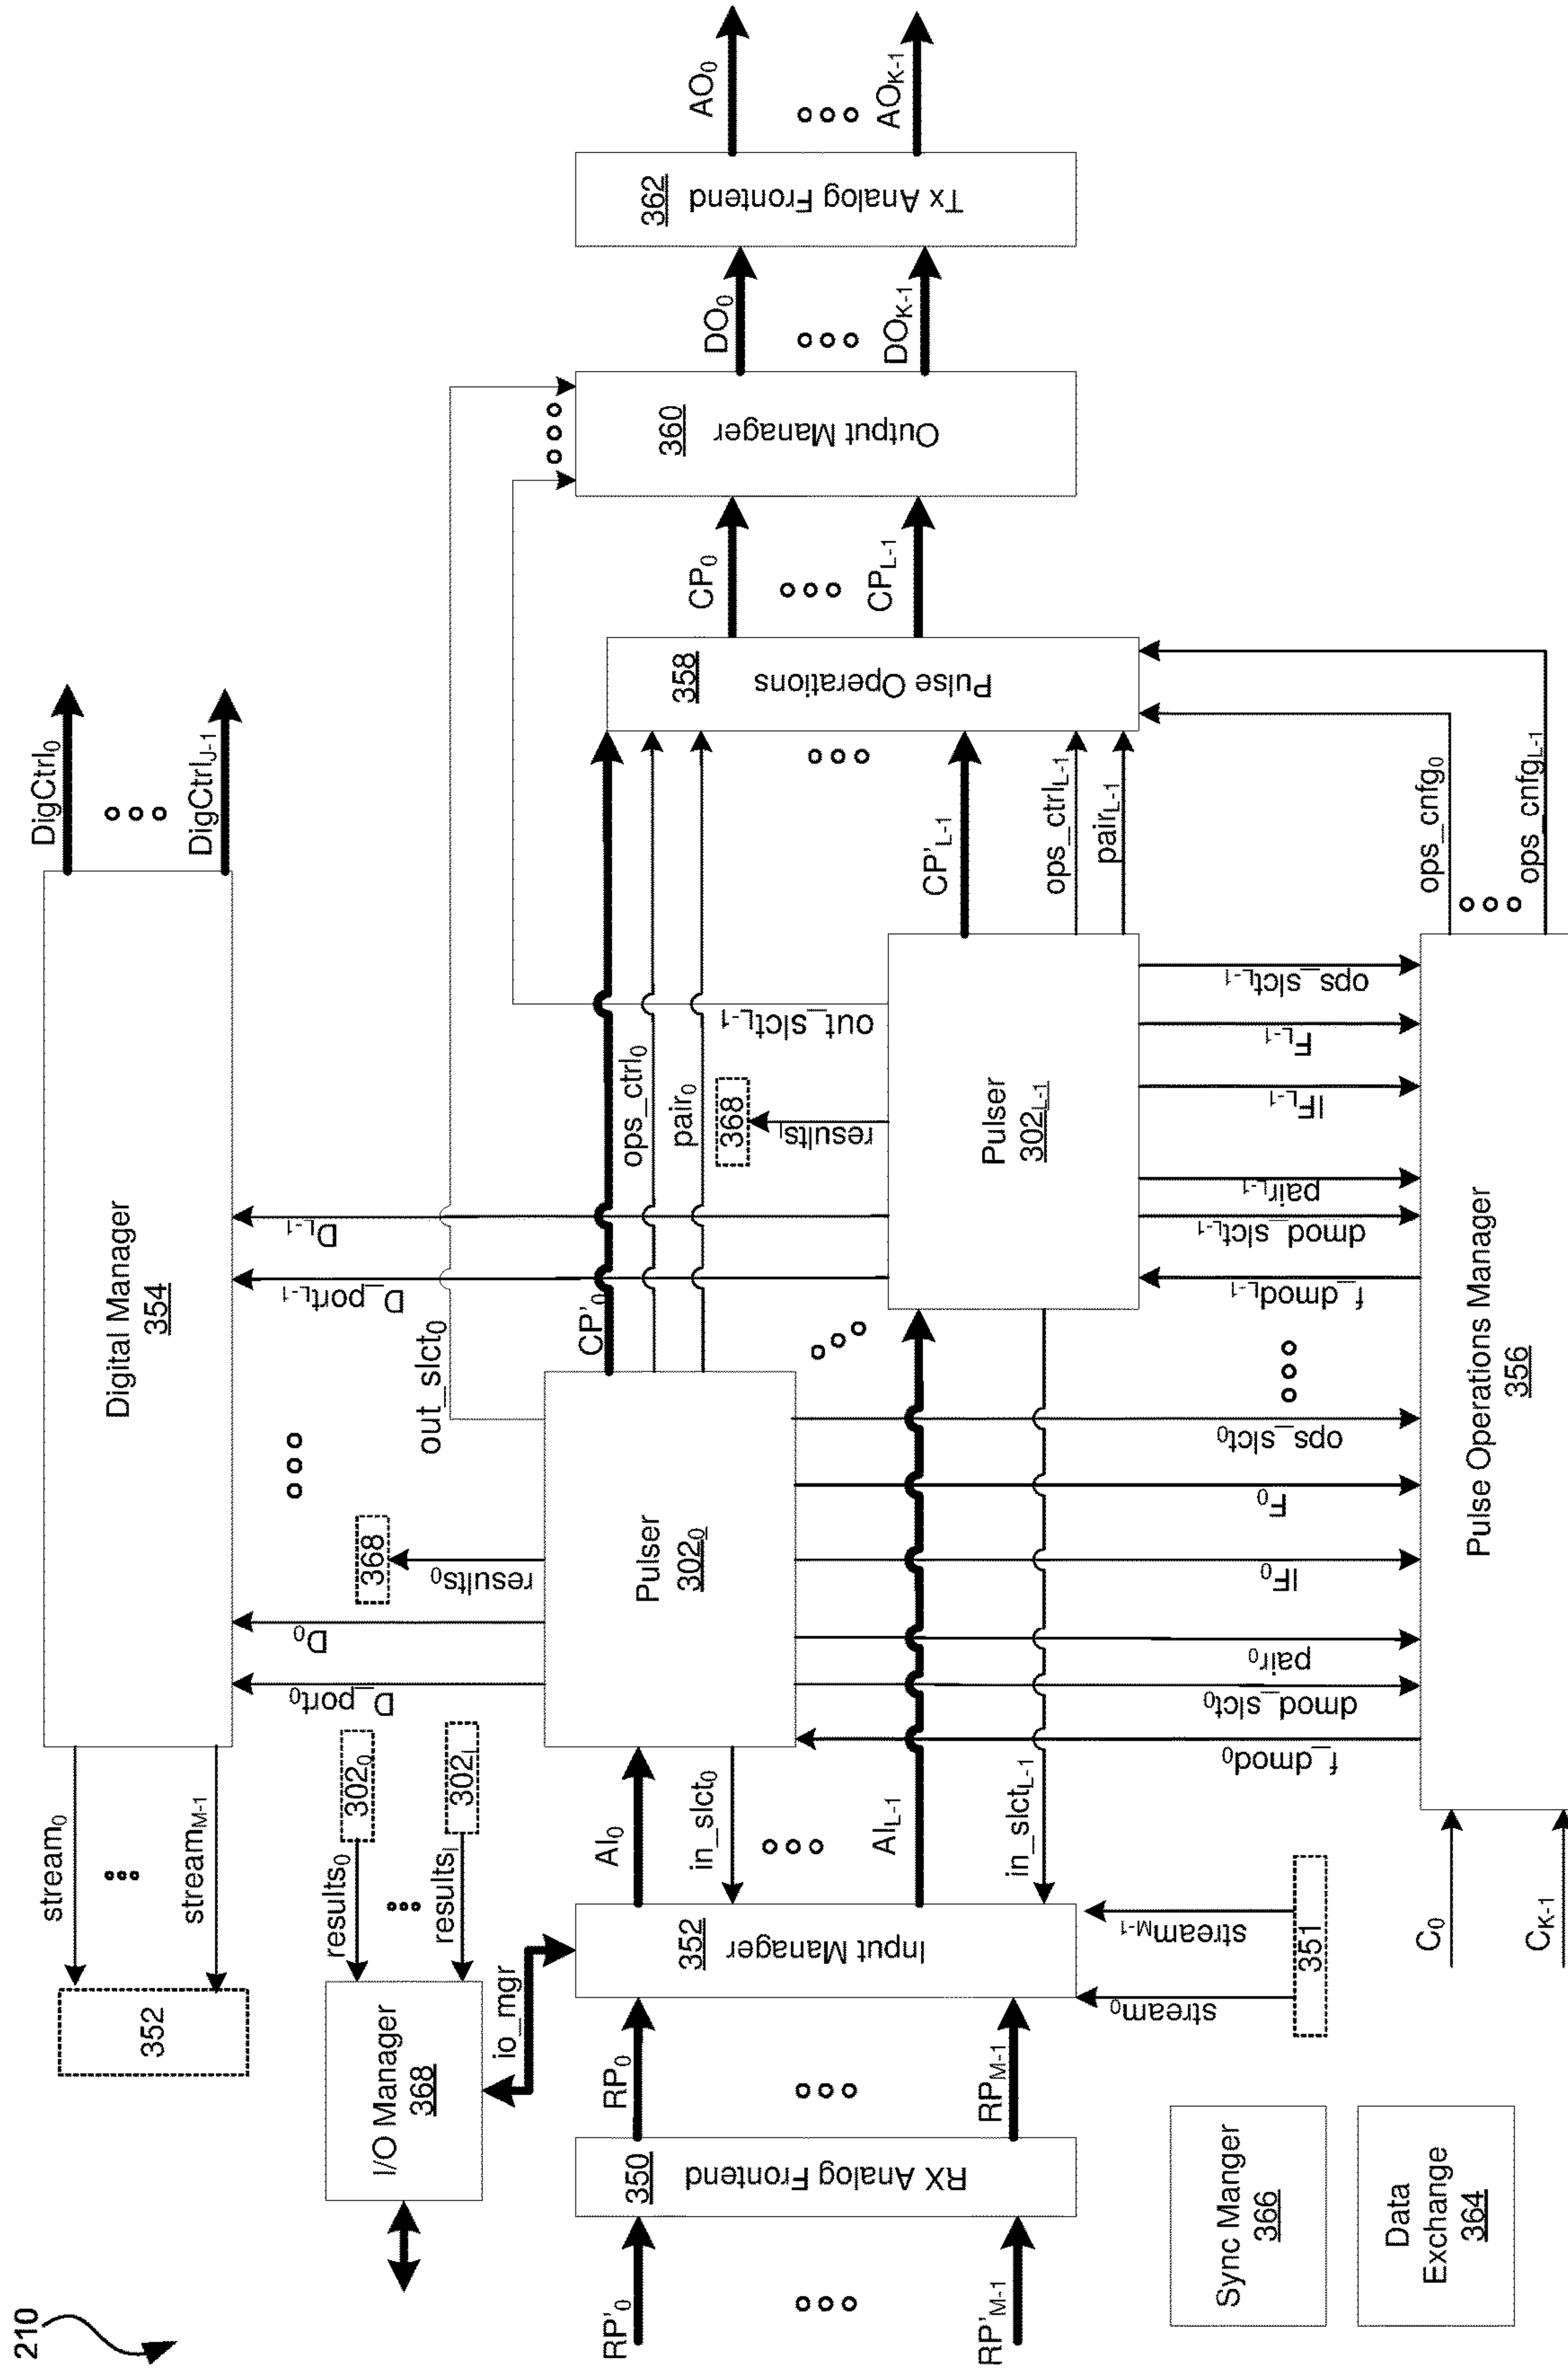 210
DigCtrl0
DigCtrlJ-1
Digital Manager
354
stream0
streamM-1
352
I/O Manager
368
results0
resultsI
3020
302I
io_mgr
D_port0
D0
results0
368
out_slct0
D_portL-1
DL-1
resultsI
368
out_slctL-1
RP'0
RP'M-1
RX Analog Frontend
350
RP0
RPM-1
Input Manager
352
AI0
in_slct0
AIL-1
in_slctL-1
stream0
streamM-1
351
Pulser
3020
CP'0
ops_ctrl0
pair0
Pulser
302L-1
CP'L-1
ops_ctrlL-1
pairL-1
f_dmod0
dmod_slct0
pair0
IF0
F0
ops_slct0
f_dmodL-1
dmod_slctL-1
pairL-1
IFL-1
FL-1
ops_slctL-1
Pulse Operations Manager
356
C0
CK-1
ops_cnfg0
ops_cnfgL-1
Pulse Operations
358
CP0
CPL-1
Output Manager
360
DO0
DOK-1
Tx Analog Frontend
362
AO0
AOK-1
Sync Manger
366
Data
Exchange
364